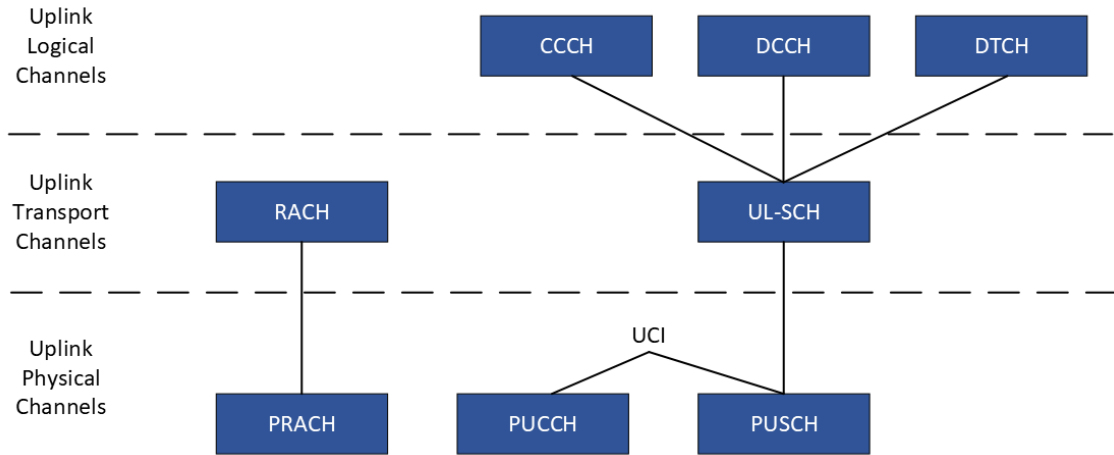 Uplink
Logical
Channels
CCCH
DCCH
DTCH
Uplink
Transport
Channels
RACH
UL-SCH
Uplink
Physical
Channels
UCI
PRACH
PUCCH
PUSCH